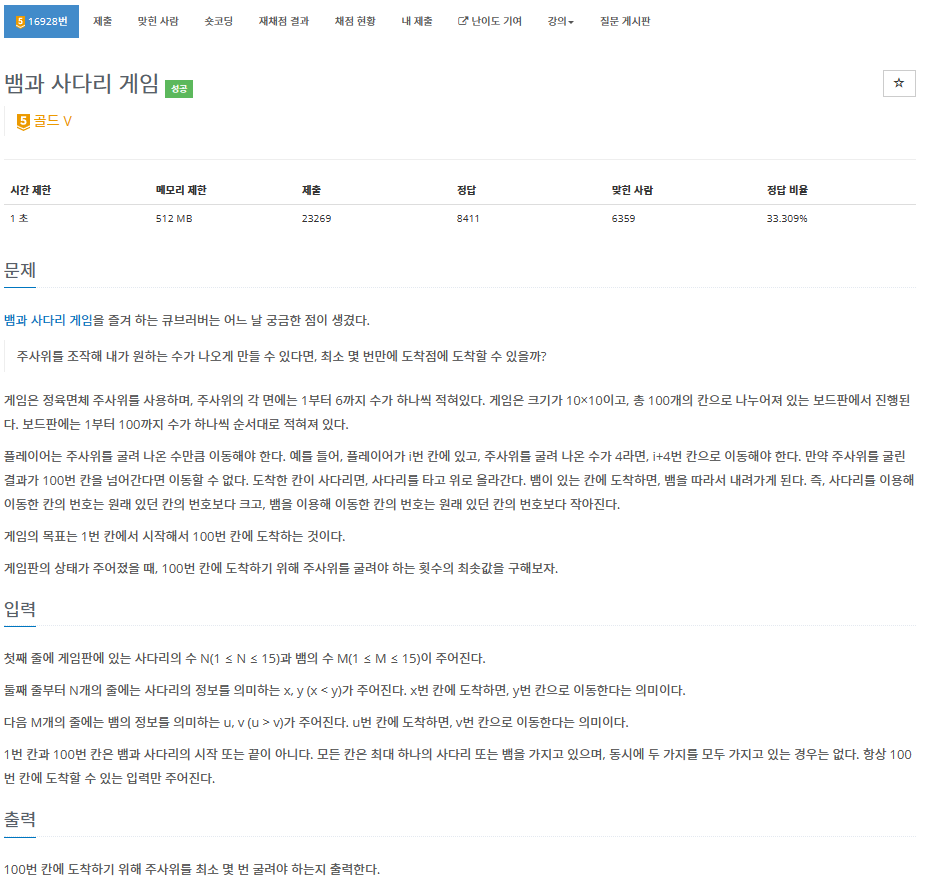 5 16928번 제출 맞힌 사람 숏코딩 재채점 결과 채점 현황 내 제출 난이도 기여 강의 질문 게시판
뱀과 사다리 게임 성공
5 골드 V
시간 제한 메모리 제한 제출 정답 맞힌 사람 정답 비율
1 초 512 MB 23269 8411 6359 33.309%
문제
뱀과 사다리 게임을 즐겨 하는 큐브러버는 어느 날 궁금한 점이 생겼다.
주사위를 조작해 내가 원하는 수가 나오게 만들 수 있다면, 최소 몇 번만에 도착점에 도착할 수 있을까?
게임은 정육면체 주사위를 사용하며, 주사위의 각 면에는 1부터 6까지 수가 하나씩 적혀있다. 게임은 크기가 10×10이고, 총 100개의 칸으로 나누어져 있는 보드판에서 진행된
다. 보드판에는 1부터 100까지 수가 하나씩 순서대로 적혀져 있다.
플레이어는 주사위를 굴려 나온 수만큼 이동해야 한다. 예를 들어, 플레이어가 i번 칸에 있고, 주사위를 굴려 나온 수가 4라면, i+4번 칸으로 이동해야 한다. 만약 주사위를 굴린
결과가 100번 칸을 넘어간다면 이동할 수 없다. 도착한 칸이 사다리면, 사다리를 타고 위로 올라간다. 뱀이 있는 칸에 도착하면, 뱀을 따라서 내려가게 된다. 즉, 사다리를 이용해
이동한 칸의 번호는 원래 있던 칸의 번호보다 크고, 뱀을 이용해 이동한 칸의 번호는 원래 있던 칸의 번호보다 작아진다.
게임의 목표는 1번 칸에서 시작해서 100번 칸에 도착하는 것이다.
게임판의 상태가 주어졌을 때, 100번 칸에 도착하기 위해 주사위를 굴려야 하는 횟수의 최솟값을 구해보자.
입력
첫째 줄에 게임판에 있는 사다리의 수 N(1 ≤ N ≤ 15)과 뱀의 수 M(1 ≤ M ≤ 15)이 주어진다.
둘째 줄부터 N개의 줄에는 사다리의 정보를 의미하는 x, y (x < y)가 주어진다. x번 칸에 도착하면, y번 칸으로 이동한다는 의미이다.
다음 M개의 줄에는 뱀의 정보를 의미하는 u, v (u > v)가 주어진다. u번 칸에 도착하면, v번 칸으로 이동한다는 의미이다.
1번 칸과 100번 칸은 뱀과 사다리의 시작 또는 끝이 아니다. 모든 칸은 최대 하나의 사다리 또는 뱀을 가지고 있으며, 동시에 두 가지를 모두 가지고 있는 경우는 없다. 항상 100
번 칸에 도착할 수 있는 입력만 주어진다.
출력
100번 칸에 도착하기 위해 주사위를 최소 몇 번 굴려야 하는지 출력한다.